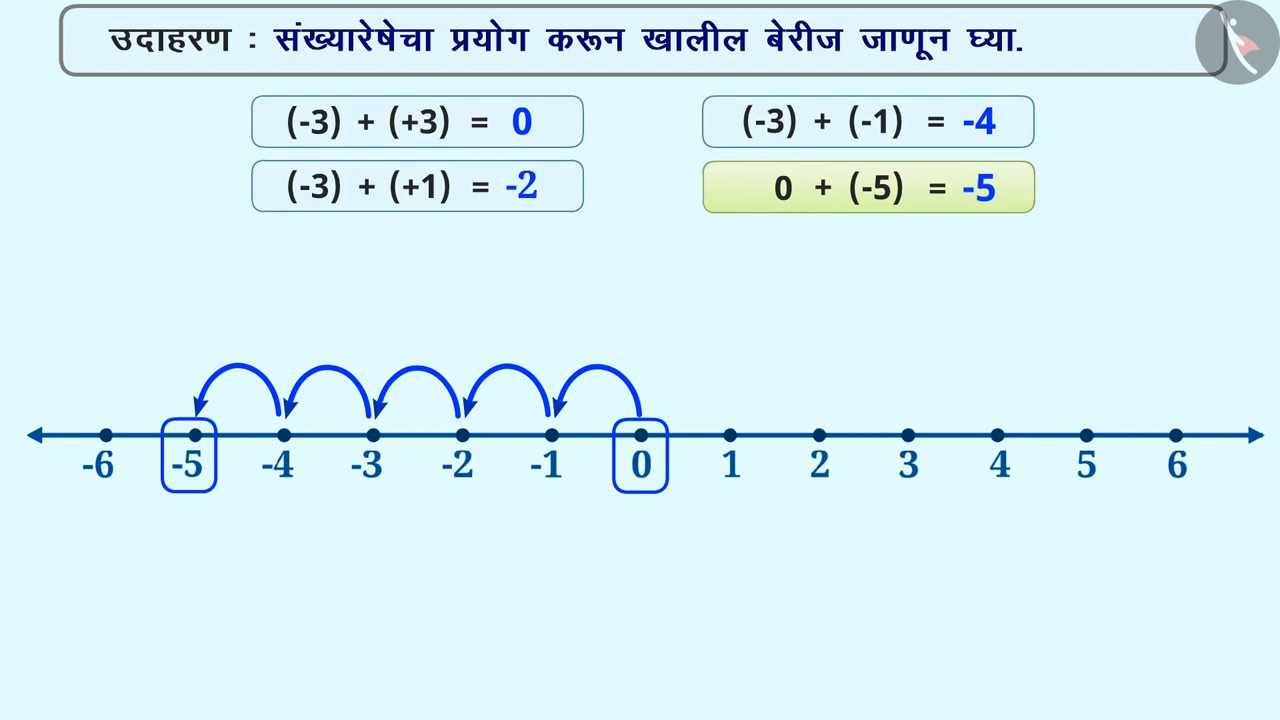 उदाहरण : संख्यारेषेचा प्रयोग करून खालील बेरीज जाणून घ्या.
(-3) + (+3) = 0
(-3) + (-1) = -4
(-3) + (+1) = -2
0 + (-5) = -5
-6 -5 -4 -3 -2 -1 0 1 2 3 4 5 6